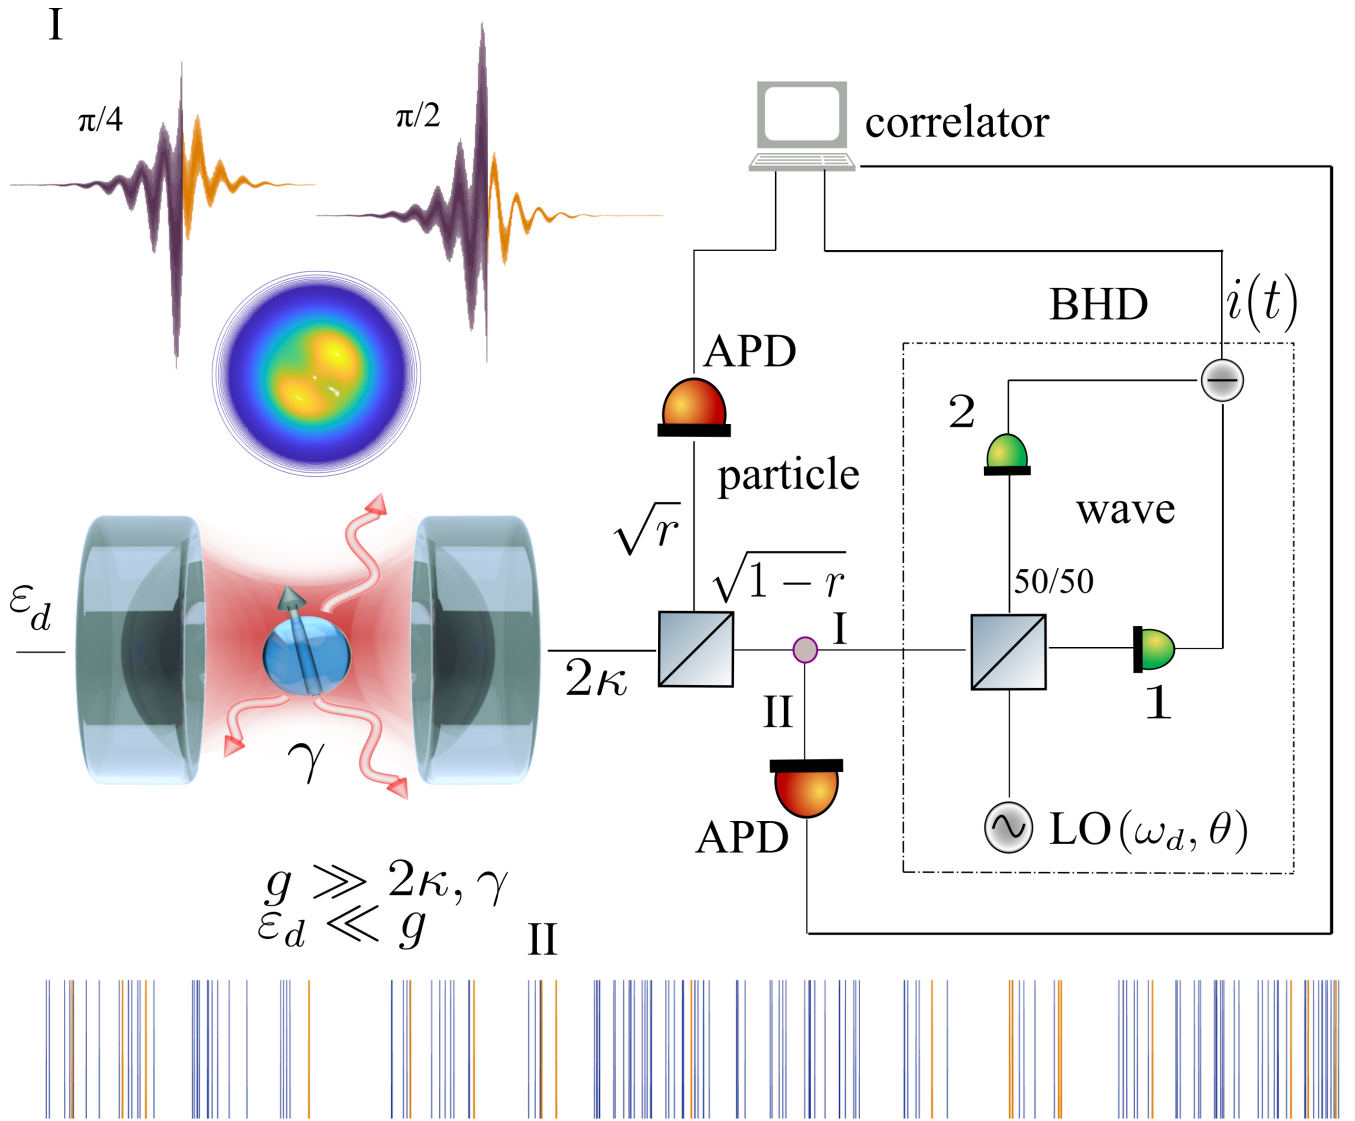 I
π/4
π/2
correlator
BHD
i(t)
APD
2
particle
wave
√r
√1 − r
50/50
ε_d
I
2κ
II
1
γ
APD
LO(ω_d, θ)
g ≫ 2κ, γ
ε_d ≪ g
II